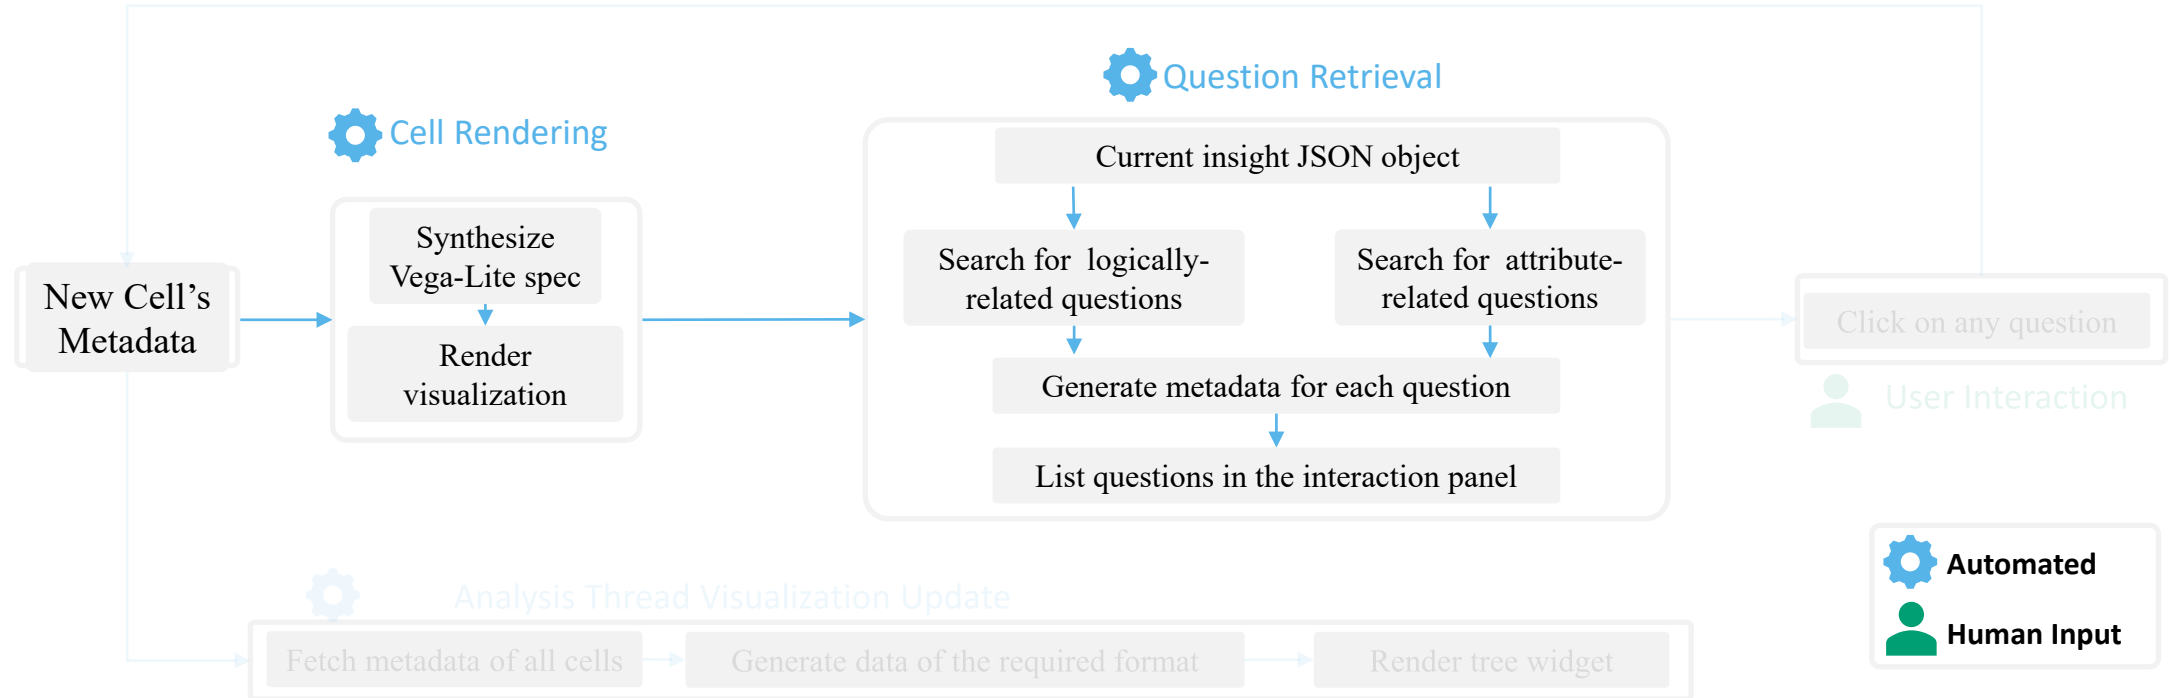 Question Retrieval
Cell Rendering
Current insight JSON object
Synthesize
Vega-Lite spec
Search for logically-
related questions
Search for attribute-
related questions
New Cell’s
Metadata
Click on any question
Render
visualization
Generate metadata for each question
User Interaction
List questions in the interaction panel
Automated
Human Input
Analysis Thread Visualization Update
Fetch metadata of all cells
Generate data of the required format
Render tree widget